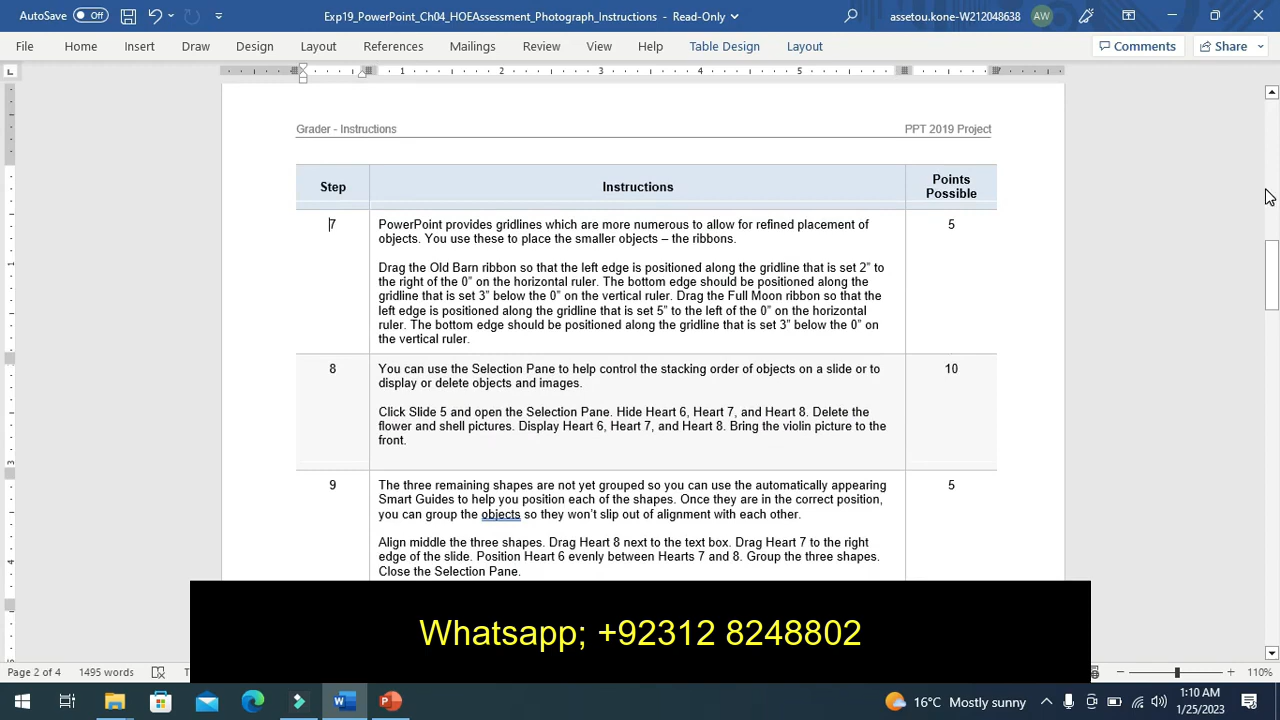 AutoSave Off Exp19_PowerPoint_Ch04_HOEAssessment_Photograph_Instructions - Read-Only assetou.kone-W212048638 AW
File Home Insert Draw Design Layout References Mailings Review View Help Table Design Layout Comments Share
1 2 3 4 5
Grader - Instructions PPT 2019 Project
Step Instructions Points Possible
7 PowerPoint provides gridlines which are more numerous to allow for refined placement of 5
objects. You use these to place the smaller objects – the ribbons.
Drag the Old Barn ribbon so that the left edge is positioned along the gridline that is set 2” to
the right of the 0” on the horizontal ruler. The bottom edge should be positioned along the
gridline that is set 3” below the 0” on the vertical ruler. Drag the Full Moon ribbon so that the
left edge is positioned along the gridline that is set 5” to the left of the 0” on the horizontal
ruler. The bottom edge should be positioned along the gridline that is set 3” below the 0” on
the vertical ruler.
8 You can use the Selection Pane to help control the stacking order of objects on a slide or to 10
display or delete objects and images.
Click Slide 5 and open the Selection Pane. Hide Heart 6, Heart 7, and Heart 8. Delete the
flower and shell pictures. Display Heart 6, Heart 7, and Heart 8. Bring the violin picture to the
front.
9 The three remaining shapes are not yet grouped so you can use the automatically appearing 5
Smart Guides to help you position each of the shapes. Once they are in the correct position,
you can group the objects so they won’t slip out of alignment with each other.
Align middle the three shapes. Drag Heart 8 next to the text box. Drag Heart 7 to the right
edge of the slide. Position Heart 6 evenly between Hearts 7 and 8. Group the three shapes.
Close the Selection Pane.
Whatsapp; +92312 8248802
Page 2 of 4 1495 words 110%
16°C Mostly sunny 1:10 AM
1/25/2023